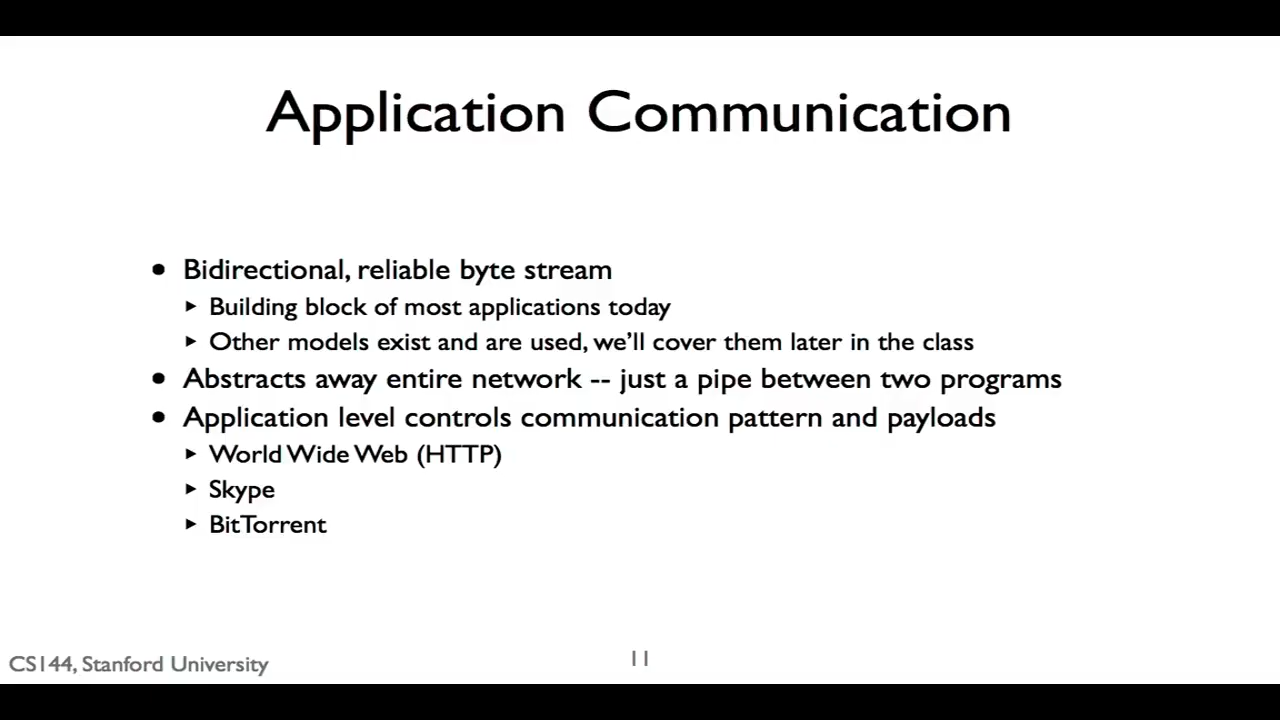 Application Communication
• Bidirectional, reliable byte stream
▸ Building block of most applications today
▸ Other models exist and are used, we'll cover them later in the class
• Abstracts away entire network -- just a pipe between two programs
• Application level controls communication pattern and payloads
▸ World Wide Web (HTTP)
▸ Skype
▸ BitTorrent
CS144, Stanford University
11